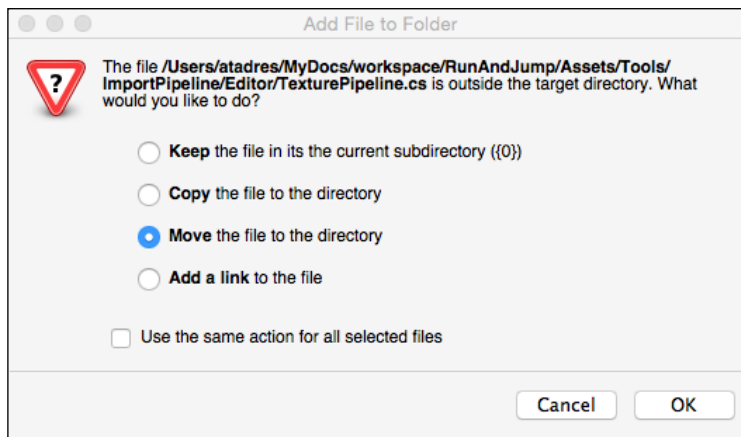 Add File to Folder
?
The file /Users/atadres/MyDocs/workspace/RunAndJump/Assets/Tools/
ImportPipeline/Editor/TexturePipeline.cs is outside the target directory. What
would you like to do?
Keep the file in its the current subdirectory ({0})
Copy the file to the directory
Move the file to the directory
Add a link to the file
Use the same action for all selected files
Cancel OK